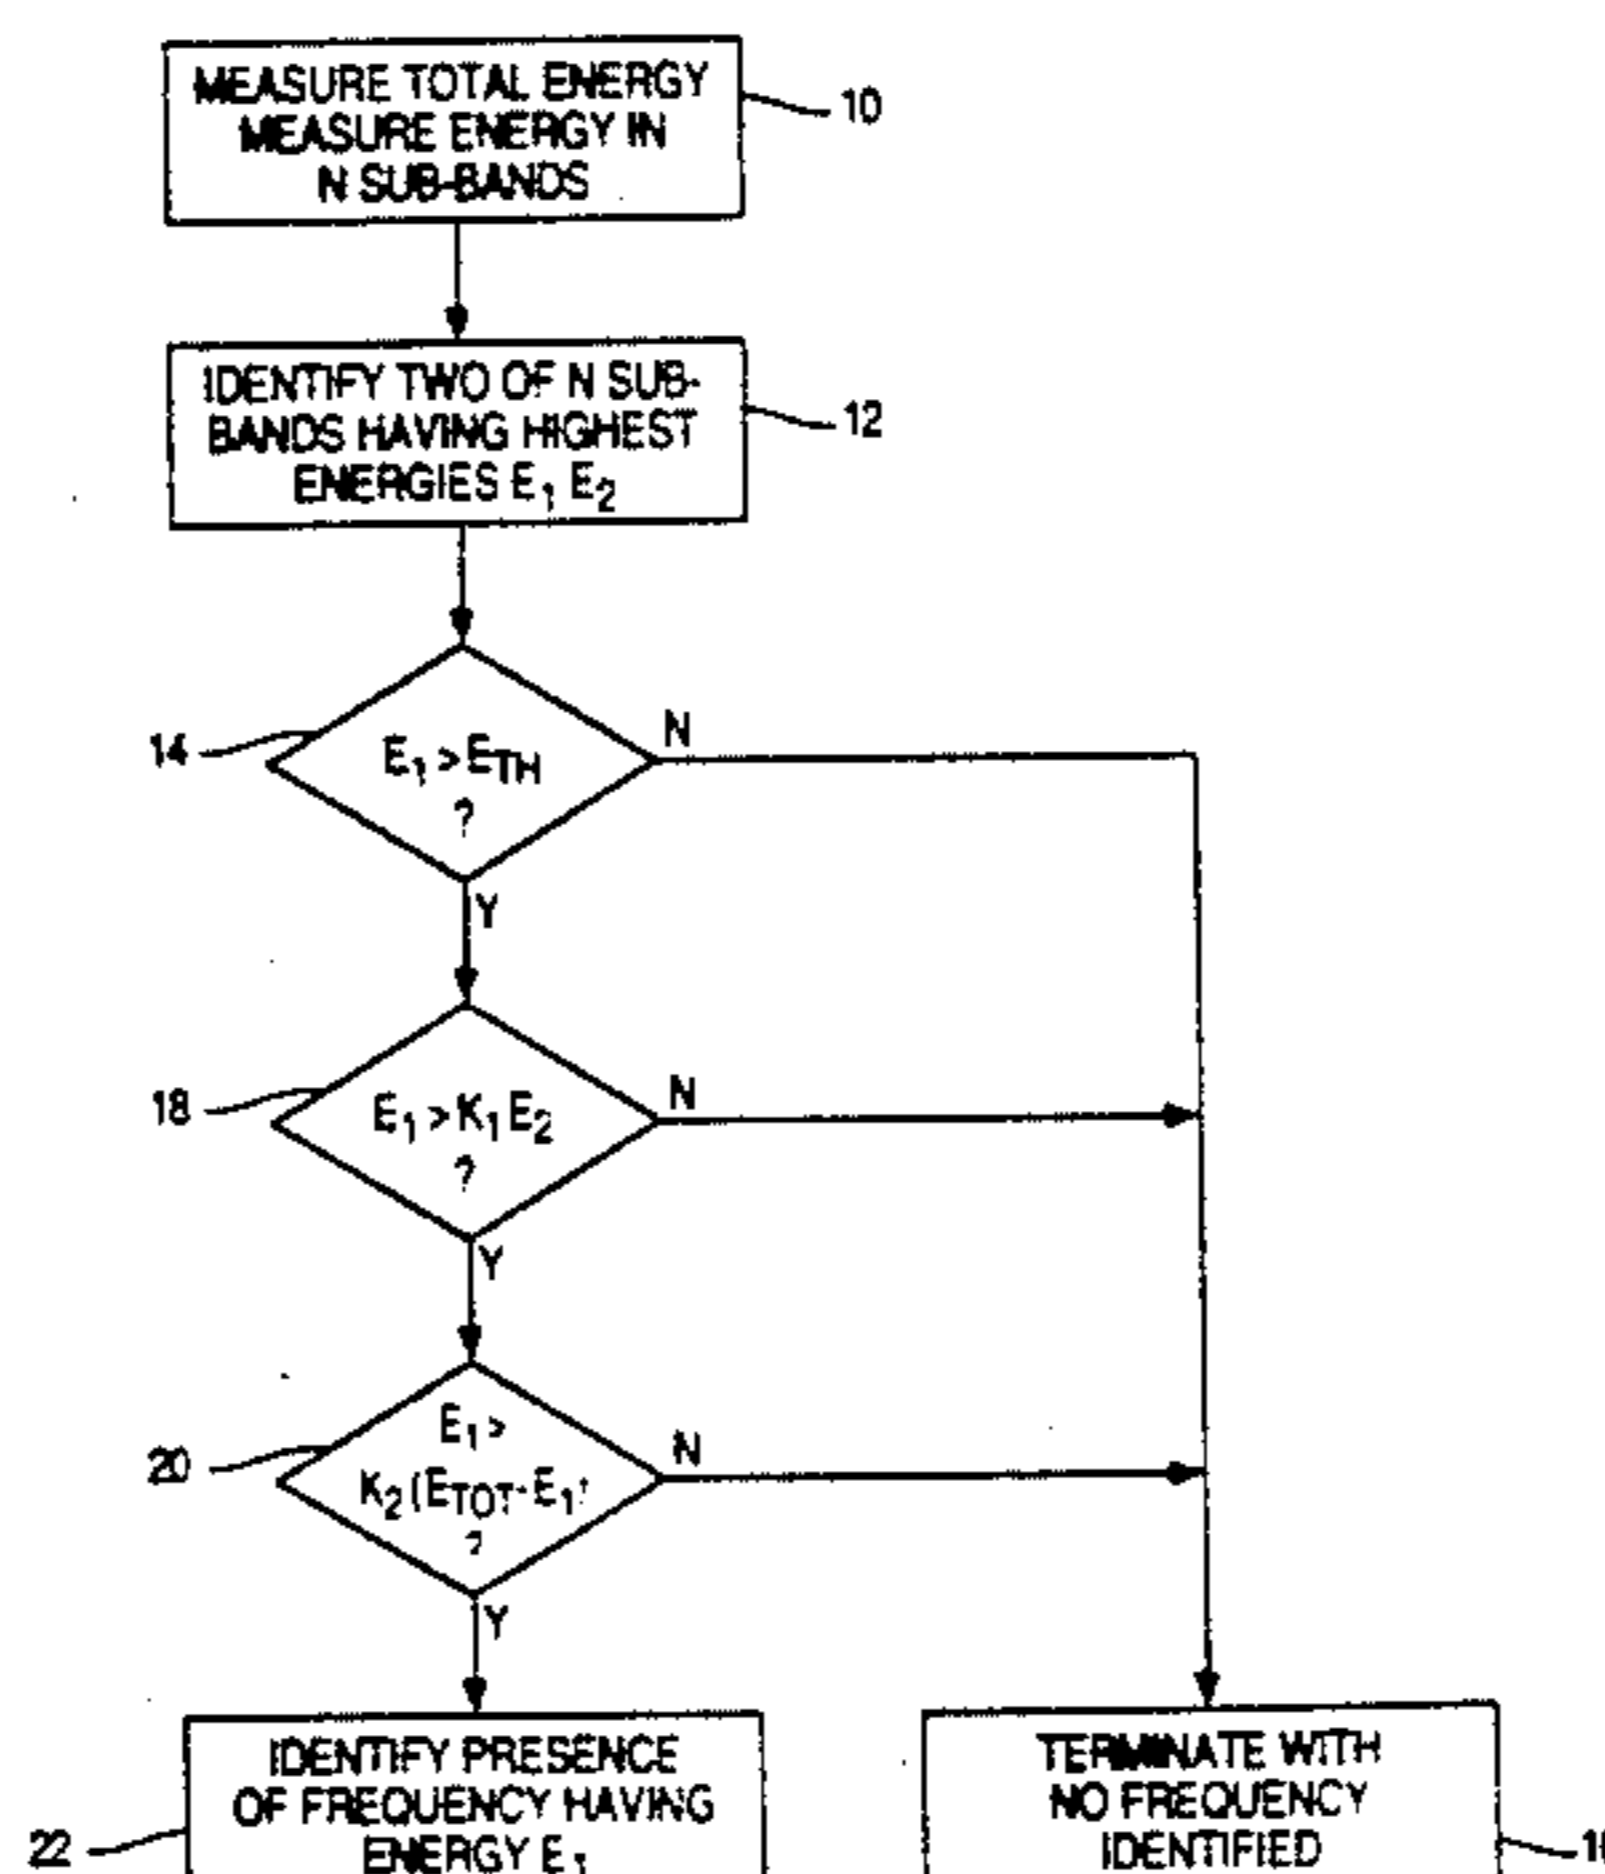 MEASURE TOTAL ENERGY
MEASURE ENERGY IN
N SUB-BANDS
10
IDENTIFY TWO OF N SUB-
BANDS HAVING HIGHEST
ENERGIES E₁ E₂
12
14
E₁ > E_TH
?
N
Y
18
E₁ > K₁ E₂
?
N
Y
20
E₁ >
K₂ (E_TOT - E₁)
?
N
Y
IDENTIFY PRESENCE
OF FREQUENCY HAVING
ENERGY E₁
22
TERMINATE WITH
NO FREQUENCY
IDENTIFIED